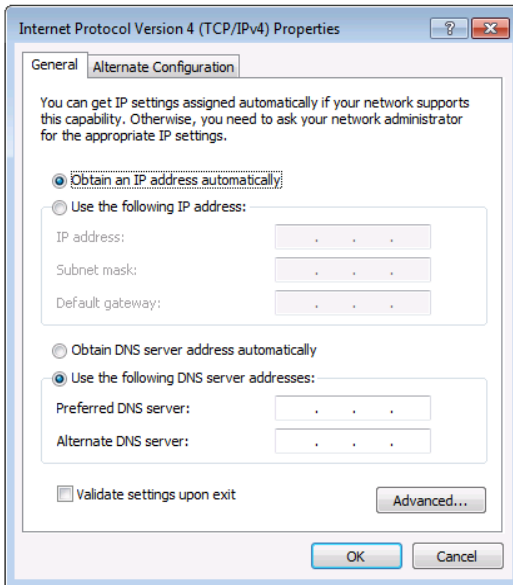 Internet Protocol Version 4 (TCP/IPv4) Properties
?
General
Alternate Configuration
You can get IP settings assigned automatically if your network supports
this capability. Otherwise, you need to ask your network administrator
for the appropriate IP settings.
Obtain an IP address automatically
Use the following IP address:
IP address:
. . .
Subnet mask:
. . .
Default gateway:
. . .
Obtain DNS server address automatically
Use the following DNS server addresses:
Preferred DNS server:
. . .
Alternate DNS server:
. . .
Validate settings upon exit
Advanced...
OK
Cancel